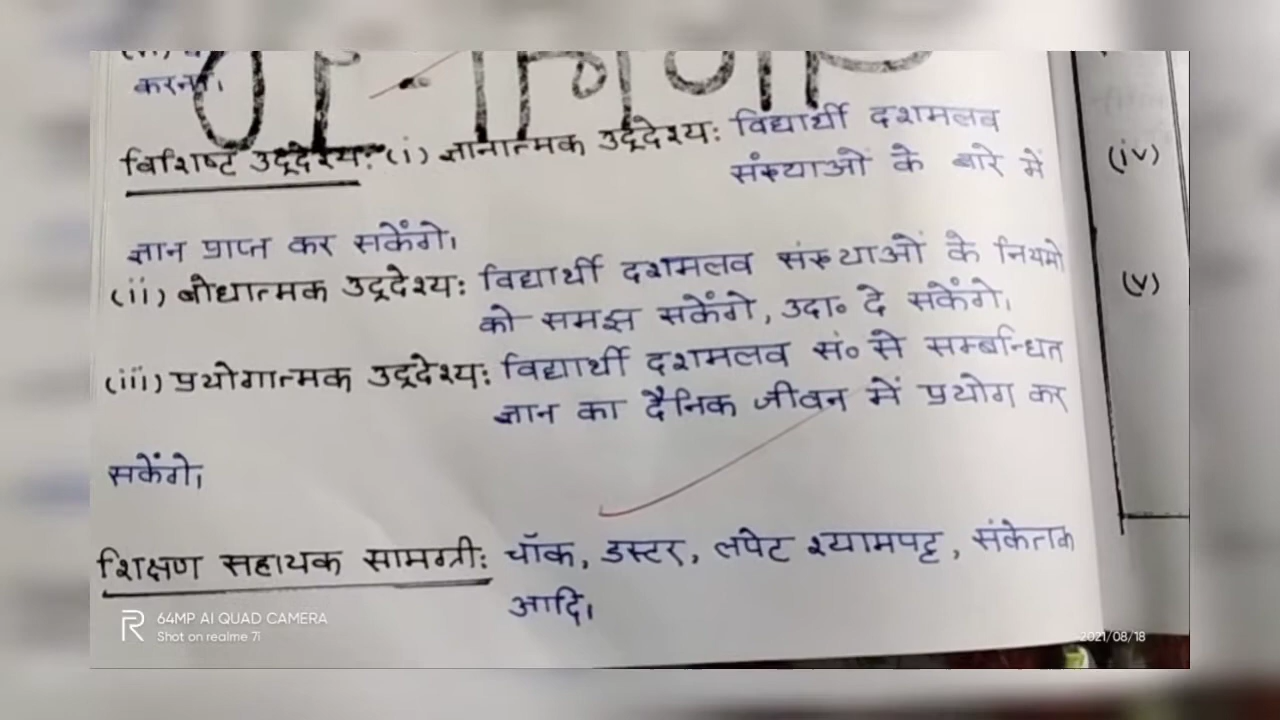 करना।
विशिष्ट उद्देश्य: (i) ज्ञानात्मक उद्देश्य: विद्यार्थी दशमलव
संख्याओं के बारे में
ज्ञान प्राप्त कर सकेंगे।
(ii) बोधात्मक उद्देश्य: विद्यार्थी दशमलव संख्याओं के नियमो
को समझ सकेंगे, उदा० दे सकेंगे।
(iii) प्रयोगात्मक उद्देश्य: विद्यार्थी दशमलव सं० से सम्बन्धित
ज्ञान का दैनिक जीवन में प्रयोग कर
सकेंगे।
शिक्षण सहायक सामग्री: चॉक, डस्टर, लपेट श्यामपट्ट, संकेतक
आदि।
(iv)
(v)
64MP AI QUAD CAMERA
Shot on realme 7i
2021/08/18